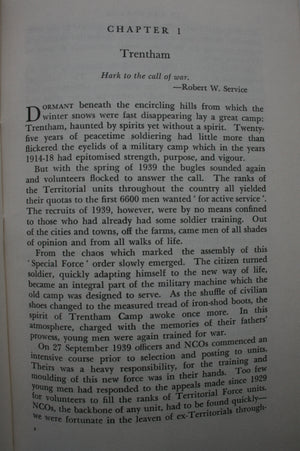 CHAPTER 1
Trentham
Hark to the call of war.
—Robert W. Service
DORMANT beneath the encircling hills from which the
winter snows were fast disappearing lay a great camp:
Trentham, haunted by spirits yet without a spirit. Twenty-
five years of peacetime soldiering had little more than
flickered the eyelids of a military camp which in the years
1914-18 had epitomised strength, purpose, and vigour.
But with the spring of 1939 the bugles sounded again
and volunteers flocked to answer the call. The ranks of
the Territorial units throughout the country all yielded
their quotas to the first 6600 men wanted ' for active service '.
The recruits of 1939, however, were by no means confined
to those who had already had some soldier training. Out
of the cities and towns, off the farms, came men of all shades
of opinion and from all walks of life.
From the chaos which marked the assembly of this
' Special Force ' order slowly emerged. The citizen turned
soldier, quickly adapting himself to the new way of life,
became an integral part of the military machine which the
old camp was designed to serve. As the shuffle of civilian
shoes changed to the measured tread of iron-shod boots, the
spirit of Trentham Camp awoke once more. In this
atmosphere, charged with the memories of their fathers'
prowess, young men were again trained for war.
On 27 September 1939 officers and NCOs commenced an
intensive course prior to selection and posting to units.
Theirs was a heavy responsibility, for the training and
moulding of this new force was in their hands. Too few
young men had responded to the appeals made since 1929
for volunteers to fill the ranks of Territorial Force units.
NCOs, the backbone of any unit, had to be found quickly—
we were fortunate in the leaven of ex-Territorials through-